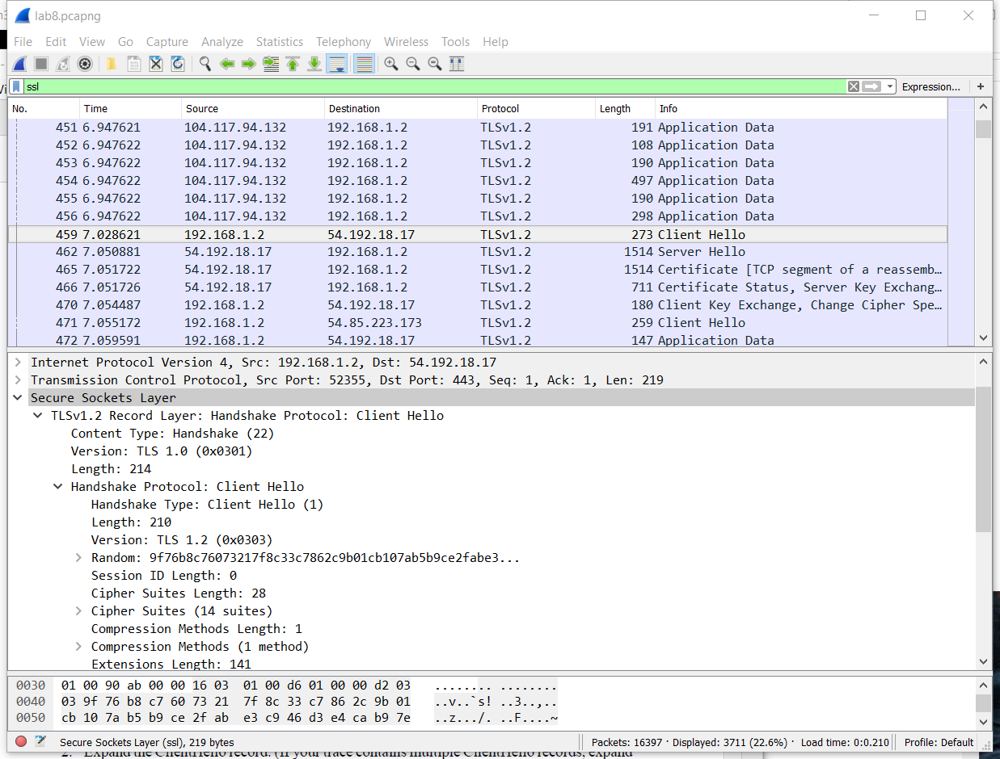 lab8.pcapng
File Edit View Go Capture Analyze Statistics Telephony Wireless Tools Help
ssl Expression... +
No. Time Source Destination Protocol Length Info
451 6.947621 104.117.94.132 192.168.1.2 TLSv1.2 191 Application Data
452 6.947622 104.117.94.132 192.168.1.2 TLSv1.2 108 Application Data
453 6.947622 104.117.94.132 192.168.1.2 TLSv1.2 190 Application Data
454 6.947622 104.117.94.132 192.168.1.2 TLSv1.2 497 Application Data
455 6.947622 104.117.94.132 192.168.1.2 TLSv1.2 190 Application Data
456 6.947622 104.117.94.132 192.168.1.2 TLSv1.2 298 Application Data
459 7.028621 192.168.1.2 54.192.18.17 TLSv1.2 273 Client Hello
462 7.050881 54.192.18.17 192.168.1.2 TLSv1.2 1514 Server Hello
465 7.051722 54.192.18.17 192.168.1.2 TLSv1.2 1514 Certificate [TCP segment of a reassemb…
466 7.051726 54.192.18.17 192.168.1.2 TLSv1.2 711 Certificate Status, Server Key Exchang…
470 7.054487 192.168.1.2 54.192.18.17 TLSv1.2 180 Client Key Exchange, Change Cipher Spe…
471 7.055172 192.168.1.2 54.85.223.173 TLSv1.2 259 Client Hello
472 7.059591 192.168.1.2 54.192.18.17 TLSv1.2 147 Application Data
Internet Protocol Version 4, Src: 192.168.1.2, Dst: 54.192.18.17
Transmission Control Protocol, Src Port: 52355, Dst Port: 443, Seq: 1, Ack: 1, Len: 219
Secure Sockets Layer
TLSv1.2 Record Layer: Handshake Protocol: Client Hello
Content Type: Handshake (22)
Version: TLS 1.0 (0x0301)
Length: 214
Handshake Protocol: Client Hello
Handshake Type: Client Hello (1)
Length: 210
Version: TLS 1.2 (0x0303)
Random: 9f76b8c76073217f8c33c7862c9b01cb107ab5b9ce2fabe3...
Session ID Length: 0
Cipher Suites Length: 28
Cipher Suites (14 suites)
Compression Methods Length: 1
Compression Methods (1 method)
Extensions Length: 141
0030 01 00 90 ab 00 00 16 03 01 00 d6 01 00 00 d2 03 ........ ........
0040 03 9f 76 b8 c7 60 73 21 7f 8c 33 c7 86 2c 9b 01 ..v..`s! ..3..,..
0050 cb 10 7a b5 b9 ce 2f ab e3 c9 46 d3 e4 ca b9 7e ..z.../. ..F....~
Secure Sockets Layer (ssl), 219 bytes Packets: 16397 · Displayed: 3711 (22.6%) · Load time: 0:0.210 Profile: Default
2. Expand the ClientHello record. (If your trace contains multiple ClientHello records, expand